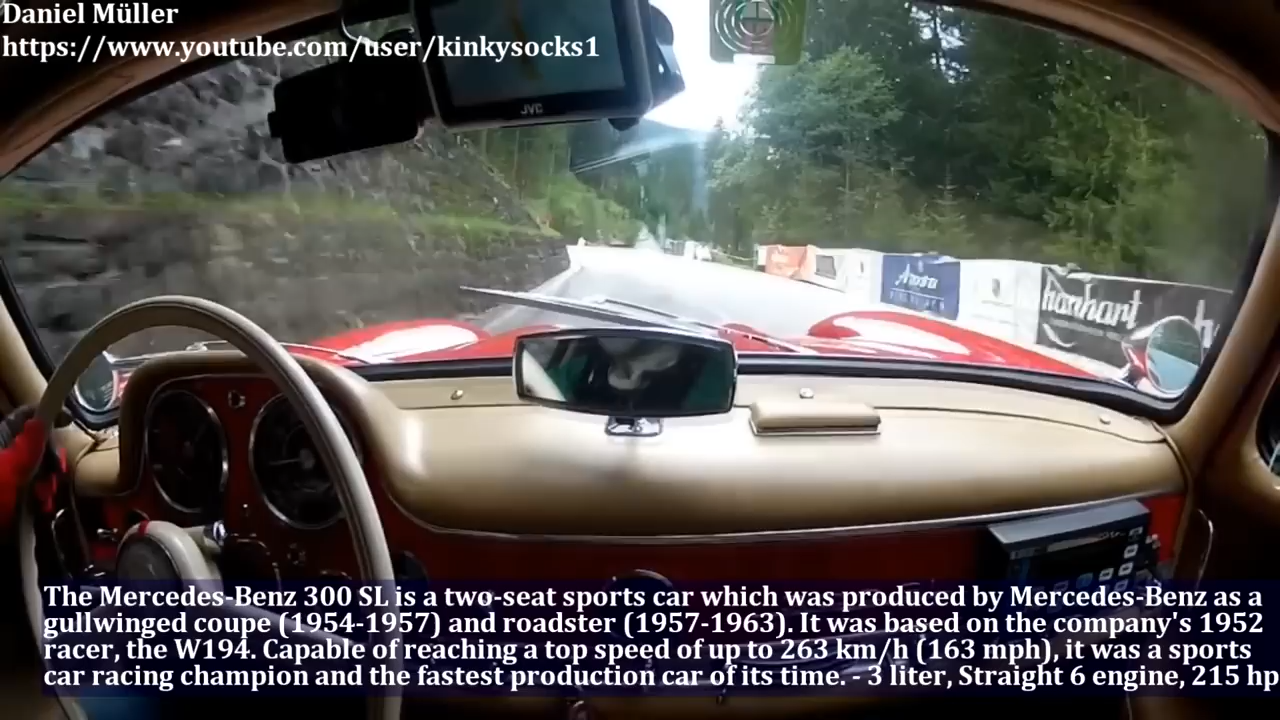 Daniel Müller
https://www.youtube.com/user/kinkysocks1
JVC
hanhart
The Mercedes-Benz 300 SL is a two-seat sports car which was produced by Mercedes-Benz as a
gullwinged coupe (1954-1957) and roadster (1957-1963). It was based on the company's 1952
racer, the W194. Capable of reaching a top speed of up to 263 km/h (163 mph), it was a sports
car racing champion and the fastest production car of its time. - 3 liter, Straight 6 engine, 215 hp